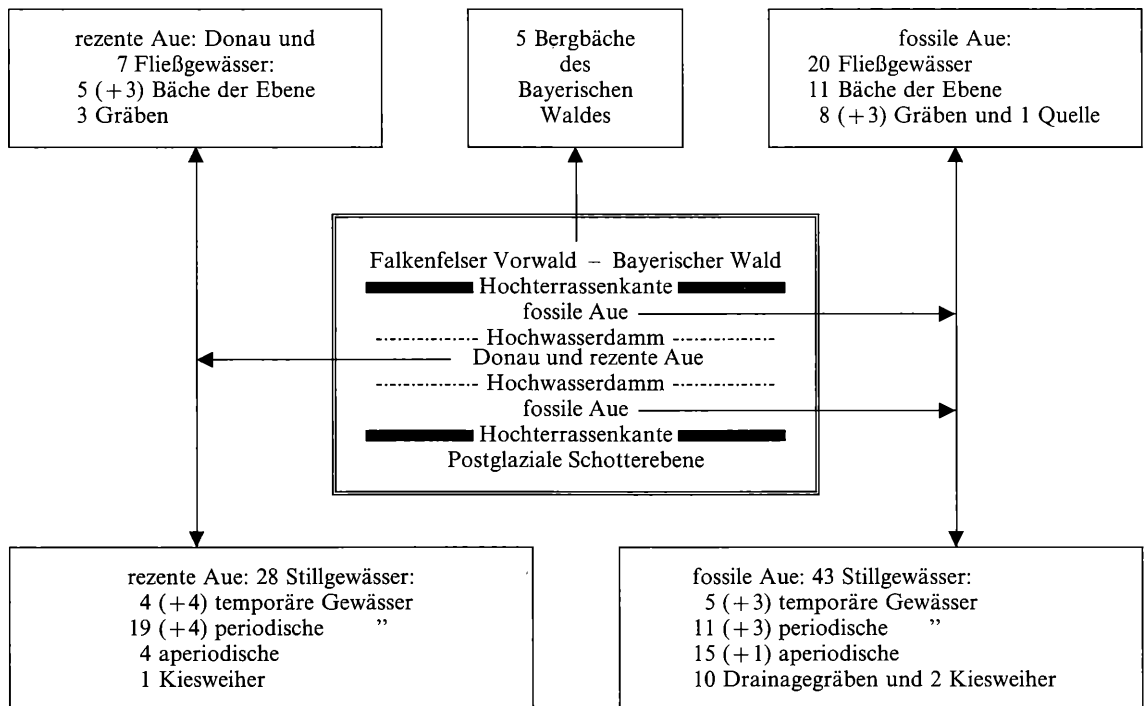 rezente Aue: Donau und
7 Fließgewässer:
5 (+3) Bäche der Ebene
3 Gräben
5 Bergbäche
des
Bayerischen
Waldes
fossile Aue:
20 Fließgewässer
11 Bäche der Ebene
8 (+3) Gräben und 1 Quelle
Falkenfelser Vorwald – Bayerischer Wald
Hochterrassenkante
fossile Aue
Hochwasserdamm
Donau und rezente Aue
Hochwasserdamm
fossile Aue
Hochterrassenkante
Postglaziale Schotterebene
rezente Aue: 28 Stillgewässer:
4 (+4) temporäre Gewässer
19 (+4) periodische ”
4 aperiodische
1 Kiesweiher
fossile Aue: 43 Stillgewässer:
5 (+3) temporäre Gewässer
11 (+3) periodische ”
15 (+1) aperiodische
10 Drainagegräben und 2 Kiesweiher